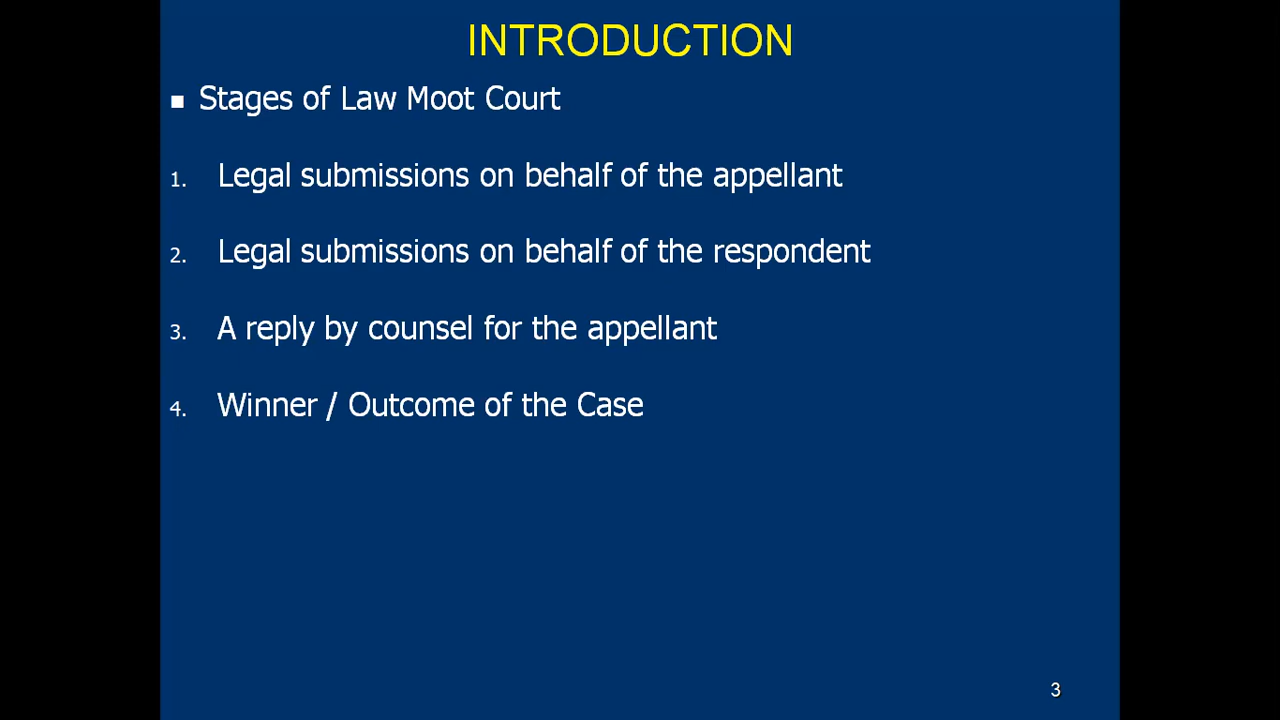 INTRODUCTION
▪ Stages of Law Moot Court
1. Legal submissions on behalf of the appellant
2. Legal submissions on behalf of the respondent
3. A reply by counsel for the appellant
4. Winner / Outcome of the Case
3